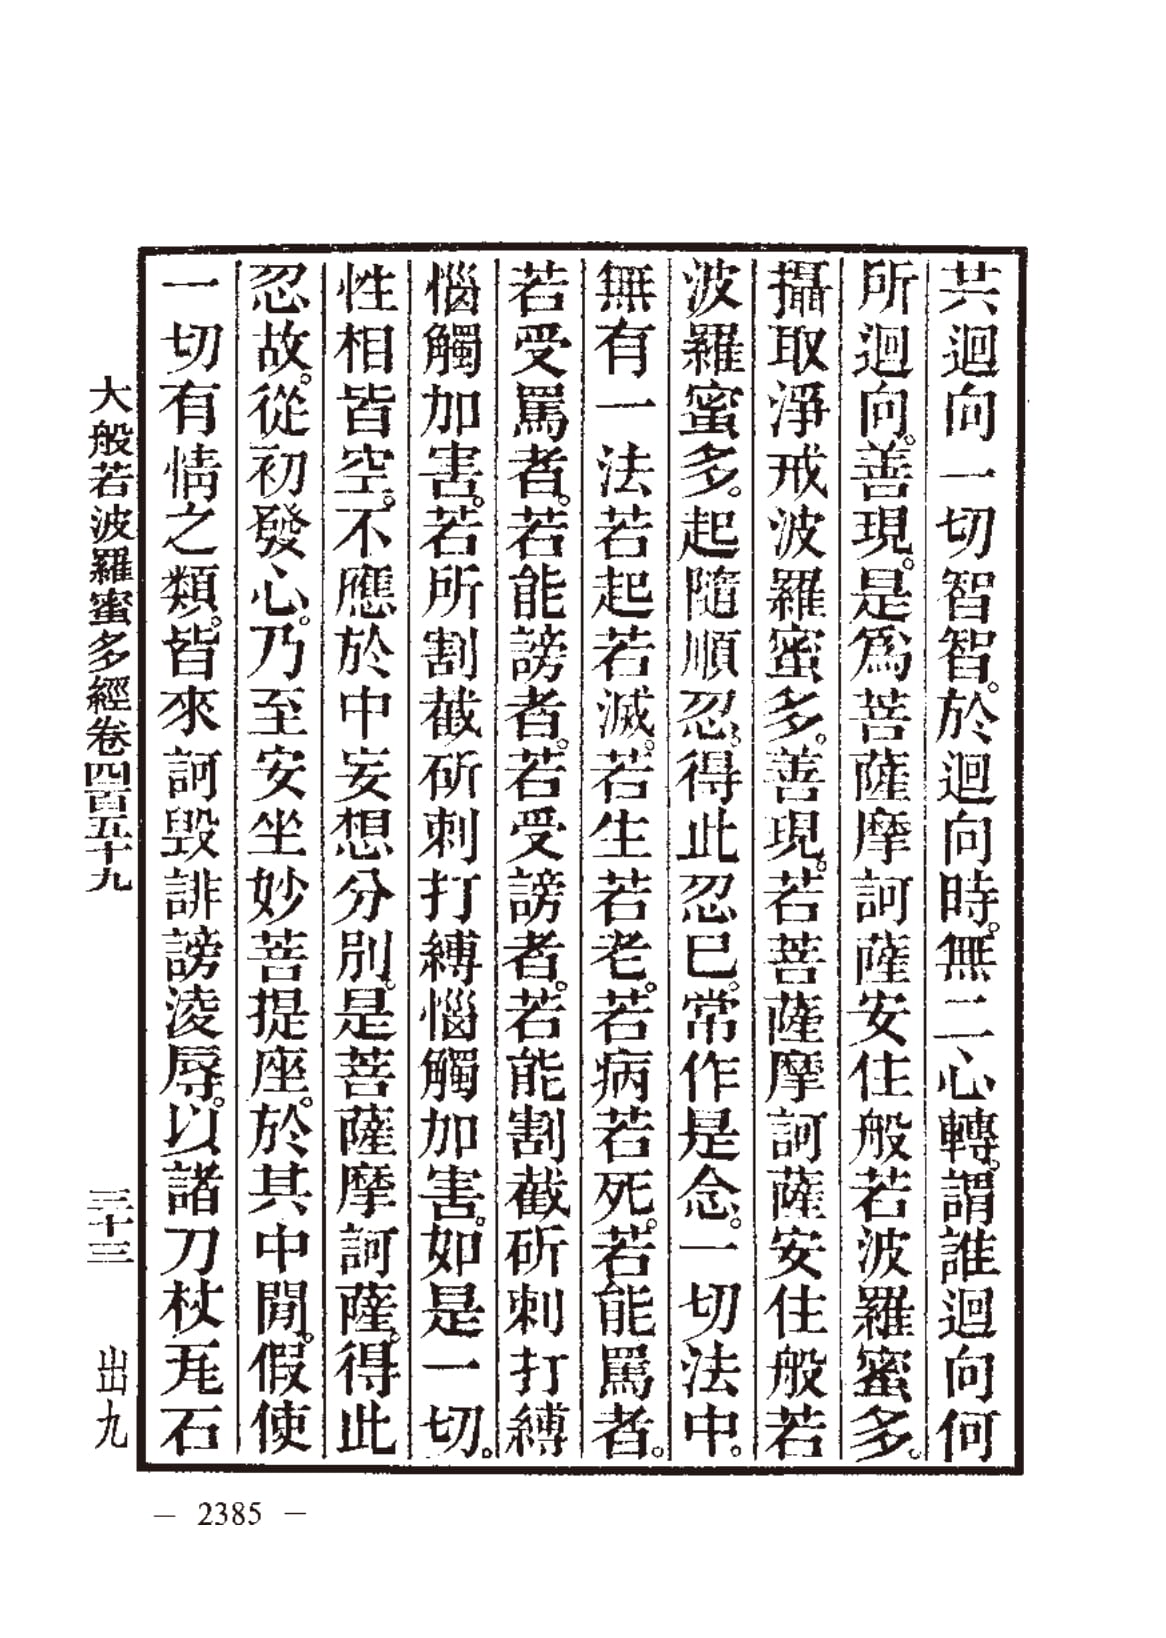 共迴向一切智智。於迴向時。無二心轉。謂誰迴向何
所迴向。善現。是為菩薩摩訶薩安住般若波羅蜜多。
攝取淨戒波羅蜜多。善現。若菩薩摩訶薩安住般若
波羅蜜多。起隨順忍。得此忍已。常作是念。一切法中。
無有一法若起若滅。若生若老。若病若死。若能罵者。
若受罵者。若能謗者。若受謗者。若能割截斫刺打縛
惱觸加害。若所割截斫刺打縛惱觸加害。如是一切。
性相皆空。不應於中妄想分別。是菩薩摩訶薩。得此
忍故。從初發心。乃至安坐妙菩提座。於其中閒。假使
一切有情之類。皆來訶毀誹謗淩辱。以諸刀杖瓦石
大般若波羅蜜多經卷四百五十九 三十三 出九
— 2385 —